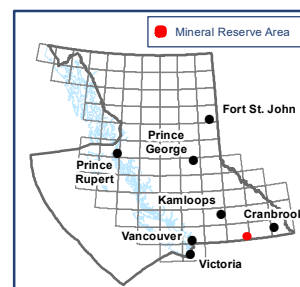 Mineral Reserve Area
Fort St. John
Prince
George
Prince
Rupert
Kamloops
Cranbrook
Vancouver
Victoria